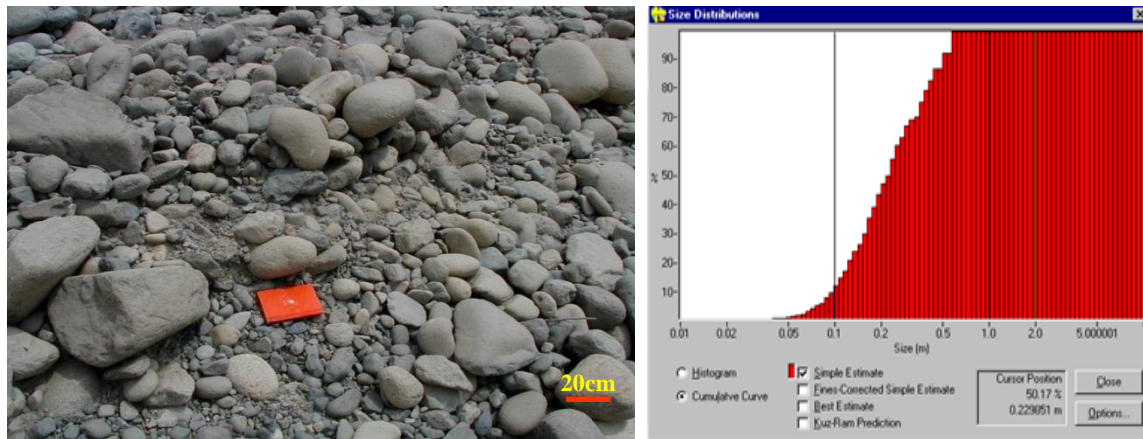 20cm
Size Distributions
90-
80-
70-
60-
%
50-
40-
30-
20-
10-
0.01 0.02 0.05 0.1 0.2 0.5 1.0 2.0 5.000001
Size (m)
Histogram
Cumulative Curve
Simple Estimate
Fines-Corrected Simple Estimate
Best Estimate
Kuz-Ram Prediction
Cursor Position
50.17 %
0.229851 m
Close
Options...